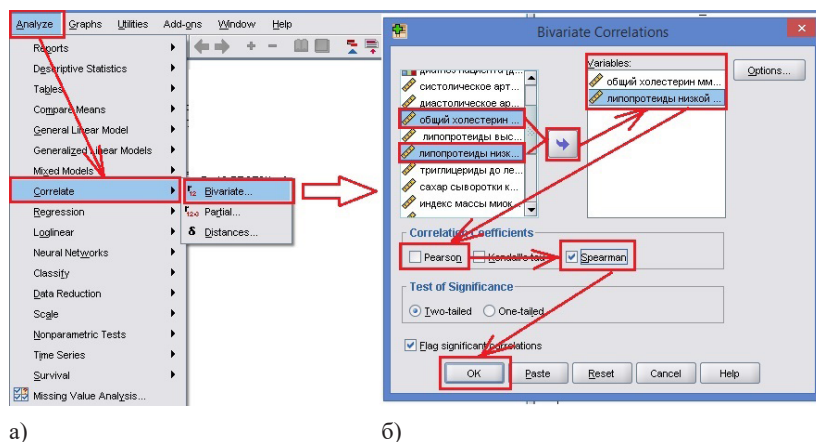 Analyze Graphs Utilities Add-ons Window Help
Reports
Descriptive Statistics
Tables
Compare Means
General Linear Model
Generalized Linear Models
Mixed Models
Correlate
Regression
Loglinear
Neural Networks
Classify
Data Reduction
Scale
Nonparametric Tests
Time Series
Survival
Missing Value Analysis...
r12 Bivariate...
r12•3 Partial...
δ Distances...
а)
Bivariate Correlations
систолическое арт...
диастолическое ар...
общий холестерин ...
липопротеиды выс...
липопротеиды низк...
триглицериды до ле...
сахар сыворотки к...
индекс массы миок...
Variables:
общий холестерин мм...
липопротеиды низкой ...
Options...
Correlation Coefficients
Pearson Kendall's tau Spearman
Test of Significance
Two-tailed One-tailed
Flag significant correlations
OK Paste Reset Cancel Help
б)